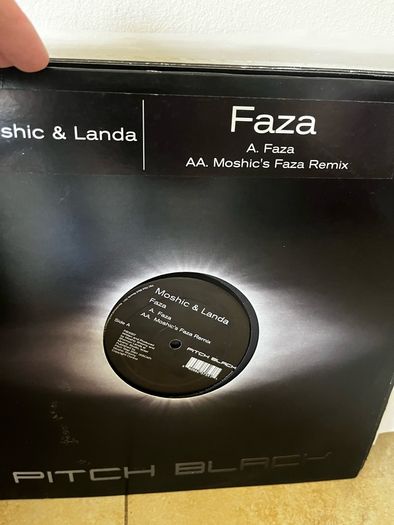 shic & Landa
Faza
A. Faza
AA. Moshic's Faza Remix
Moshic & Landa
Faza
A. Faza
AA. Moshic's Faza Remix
Side A
PITCH BLACK
PITCH BLACK